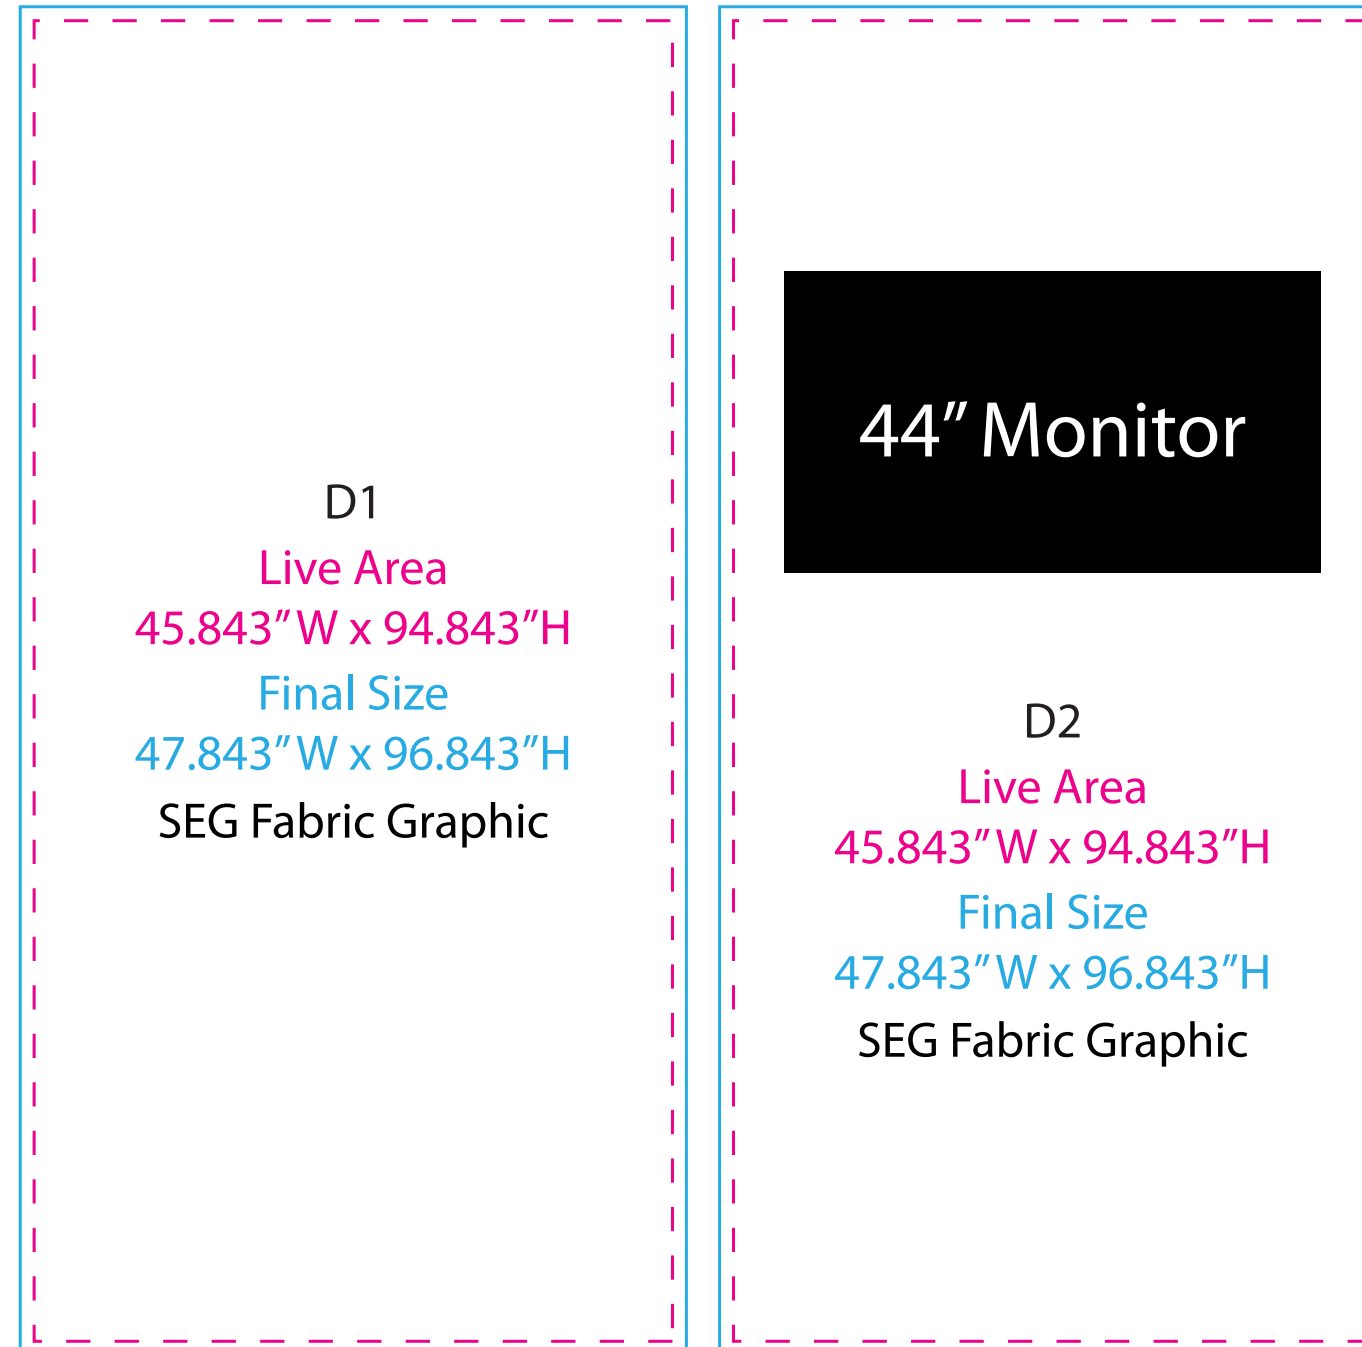 D1
Live Area
45.843” W x 94.843”H
Final Size
47.843” W x 96.843”H
SEG Fabric Graphic
44” Monitor
D2
Live Area
45.843” W x 94.843”H
Final Size
47.843” W x 96.843”H
SEG Fabric Graphic